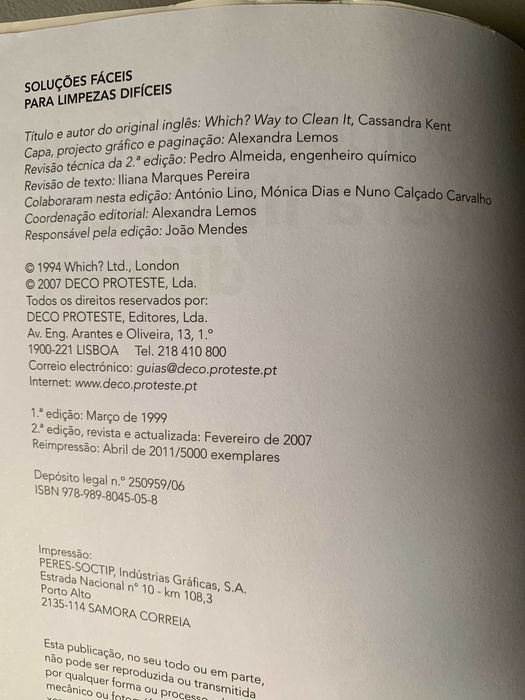 SOLUÇÕES FÁCEIS
PARA LIMPEZAS DIFÍCEIS
Título e autor do original inglês: Which? Way to Clean It, Cassandra Kent
Capa, projecto gráfico e paginação: Alexandra Lemos
Revisão técnica da 2.ª edição: Pedro Almeida, engenheiro químico
Revisão de texto: Iliana Marques Pereira
Colaboraram nesta edição: António Lino, Mónica Dias e Nuno Calçado Carvalho
Coordenação editorial: Alexandra Lemos
Responsável pela edição: João Mendes
© 1994 Which? Ltd., London
© 2007 DECO PROTESTE, Lda.
Todos os direitos reservados por:
DECO PROTESTE, Editores, Lda.
Av. Eng. Arantes e Oliveira, 13, 1.º
1900-221 LISBOA Tel. 218 410 800
Correio electrónico: guias@deco.proteste.pt
Internet: www.deco.proteste.pt
1.ª edição: Março de 1999
2.ª edição, revista e actualizada: Fevereiro de 2007
Reimpressão: Abril de 2011/5000 exemplares
Depósito legal n.º 250959/06
ISBN 978-989-8045-05-8
Impressão:
PERES-SOCTIP, Indústrias Gráficas, S.A.
Estrada Nacional nº 10 - km 108,3
Porto Alto
2135-114 SAMORA CORREIA
Esta publicação, no seu todo ou em parte,
não pode ser reproduzida ou transmitida
por qualquer forma ou processo,
mecânico ou